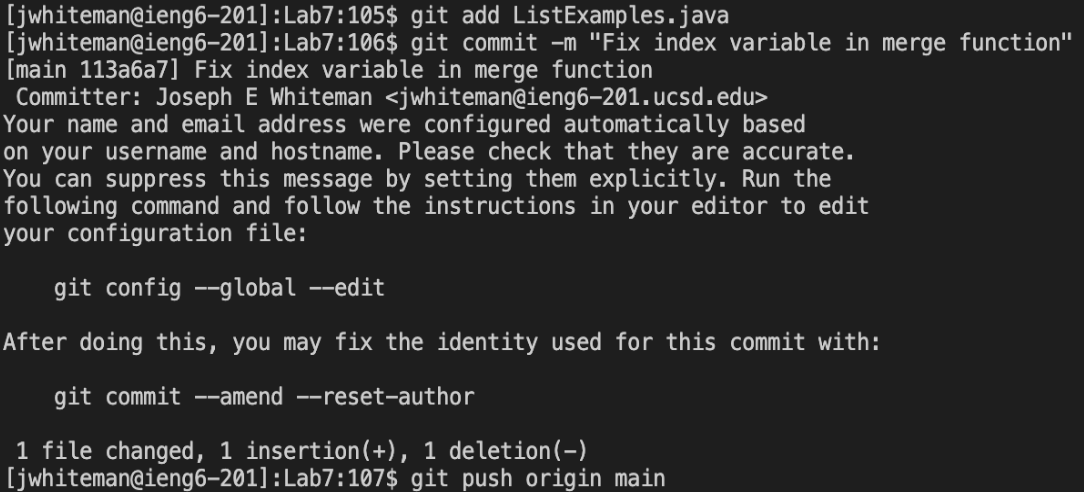 [jwhiteman@ieng6-201]:Lab7:105$ git add ListExamples.java
[jwhiteman@ieng6-201]:Lab7:106$ git commit -m "Fix index variable in merge function"
[main 113a6a7] Fix index variable in merge function
 Committer: Joseph E Whiteman <jwhiteman@ieng6-201.ucsd.edu>
Your name and email address were configured automatically based
on your username and hostname. Please check that they are accurate.
You can suppress this message by setting them explicitly. Run the
following command and follow the instructions in your editor to edit
your configuration file:

    git config --global --edit

After doing this, you may fix the identity used for this commit with:

    git commit --amend --reset-author

 1 file changed, 1 insertion(+), 1 deletion(-)
[jwhiteman@ieng6-201]:Lab7:107$ git push origin main